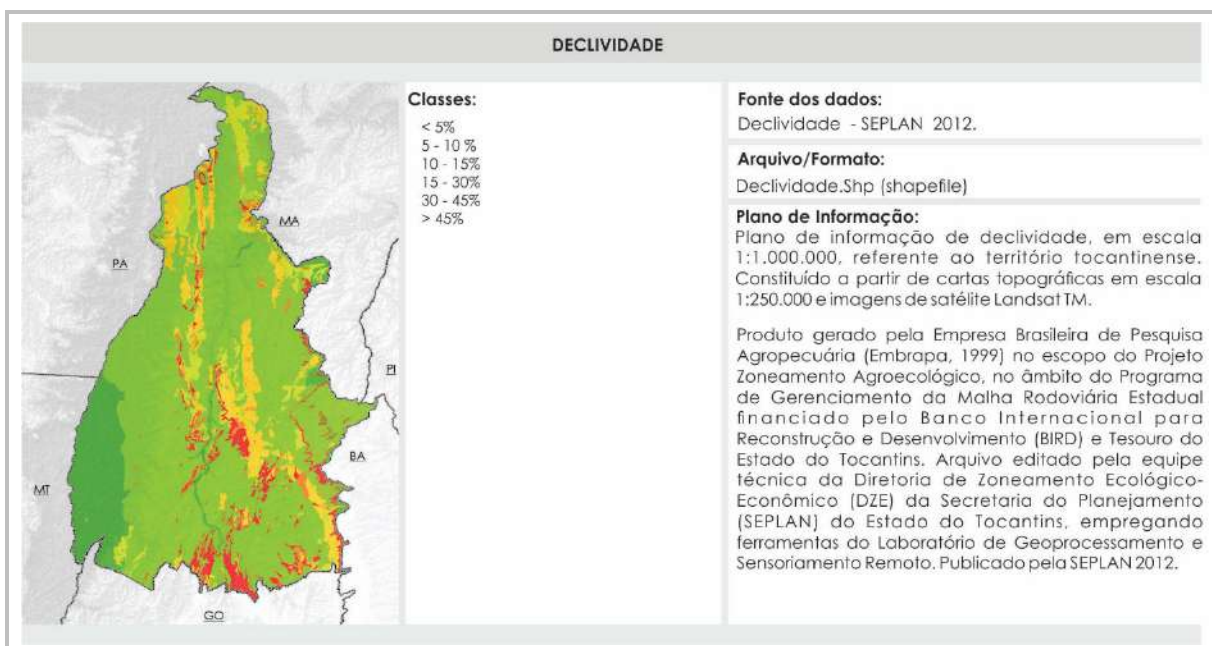 DECLIVIDADE
PA
MA
PI
BA
MT
GO
Classes:
< 5%
5 - 10 %
10 - 15%
15 - 30%
30 - 45%
> 45%
Fonte dos dados:
Declividade - SEPLAN 2012.
Arquivo/Formato:
Declividade.Shp (shapefile)
Plano de Informação:
Plano de informação de declividade, em escala
1:1.000.000, referente ao território tocantinense.
Constituído a partir de cartas topográficas em escala
1:250.000 e imagens de satélite Landsat TM.
Produto gerado pela Empresa Brasileira de Pesquisa
Agropecuária (Embrapa, 1999) no escopo do Projeto
Zoneamento Agroecológico, no âmbito do Programa
de Gerenciamento da Malha Rodoviária Estadual
financiado pelo Banco Internacional para
Reconstrução e Desenvolvimento (BIRD) e Tesouro do
Estado do Tocantins. Arquivo editado pela equipe
técnica da Diretoria de Zoneamento Ecológico-
Econômico (DZE) da Secretaria do Planejamento
(SEPLAN) do Estado do Tocantins, empregando
ferramentas do Laboratório de Geoprocessamento e
Sensoriamento Remoto. Publicado pela SEPLAN 2012.